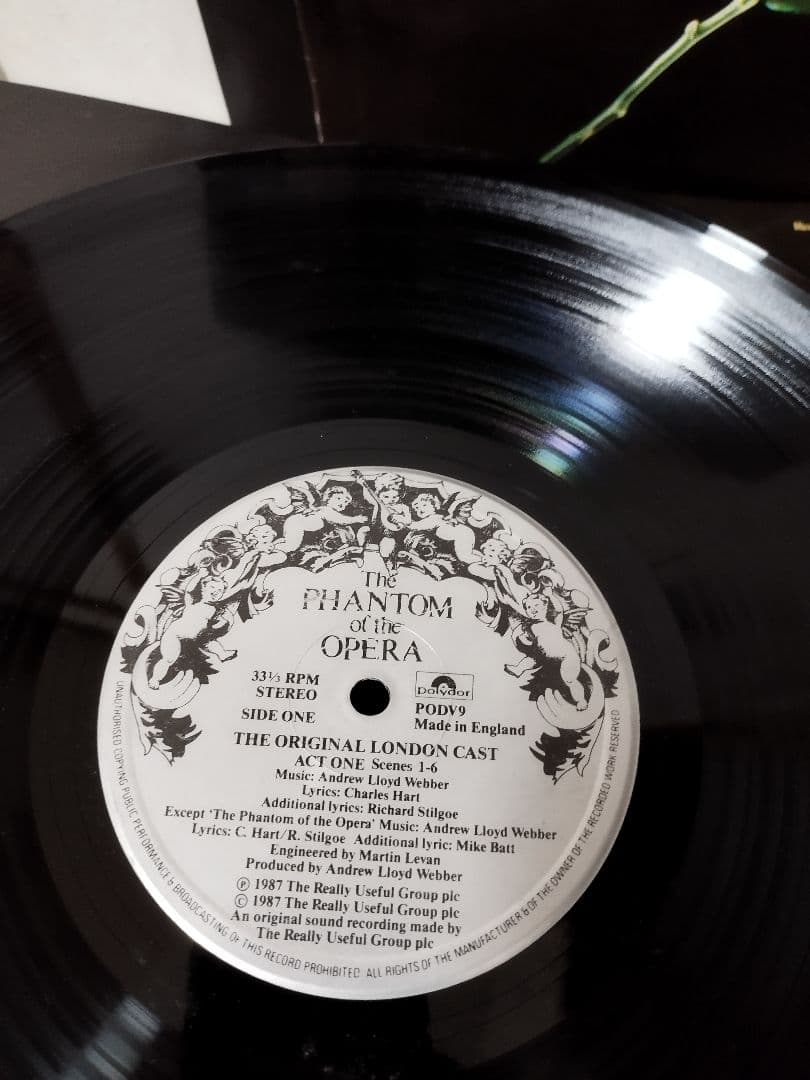 The
PHANTOM
of the
OPERA
33⅓ RPM
STEREO
SIDE ONE
polydor
PODV9
Made in England
THE ORIGINAL LONDON CAST
ACT ONE Scenes 1-6
Music: Andrew Lloyd Webber
Lyrics: Charles Hart
Additional lyrics: Richard Stilgoe
Except 'The Phantom of the Opera' Music: Andrew Lloyd Webber
Lyrics: C. Hart/R. Stilgoe Additional lyric: Mike Batt
Engineered by Martin Levan
Produced by Andrew Lloyd Webber
℗ 1987 The Really Useful Group plc
© 1987 The Really Useful Group plc
An original sound recording made by
The Really Useful Group plc
UNAUTHORISED COPYING PUBLIC PERFORMANCE & BROADCASTING OF THIS RECORD PROHIBITED. ALL RIGHTS OF THE MANUFACTURER & OF THE OWNER OF THE RECORDED WORK RESERVED